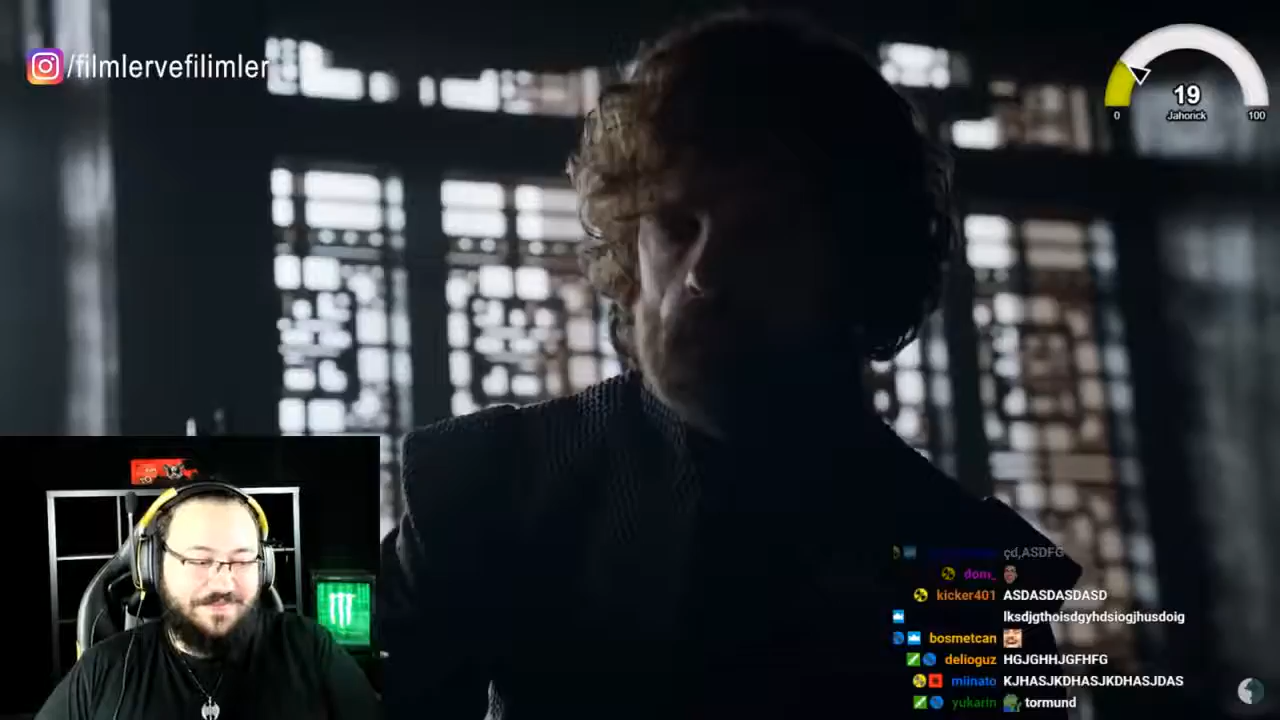 /filmlervefilimler
19
Jahorick
0
100
çd,ASDFG
dom_
kicker401 ASDASDASDASD
lksdjgthoisdgyhdsiogjhusdoig
bosmetcan
delioguz HGJGHHJGFHFG
miinato KJHASJKDHASJKDHASJDAS
yukarin tormund